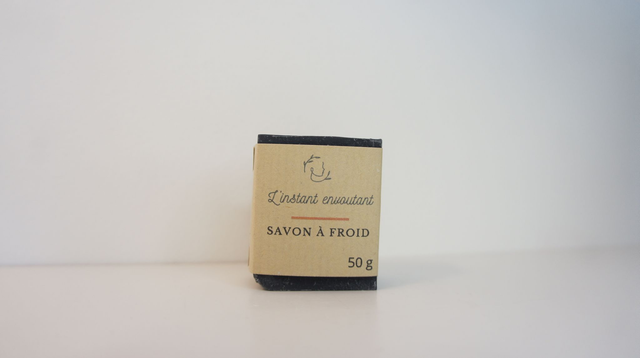 L'instant envoutant
SAVON À FROID
50 g